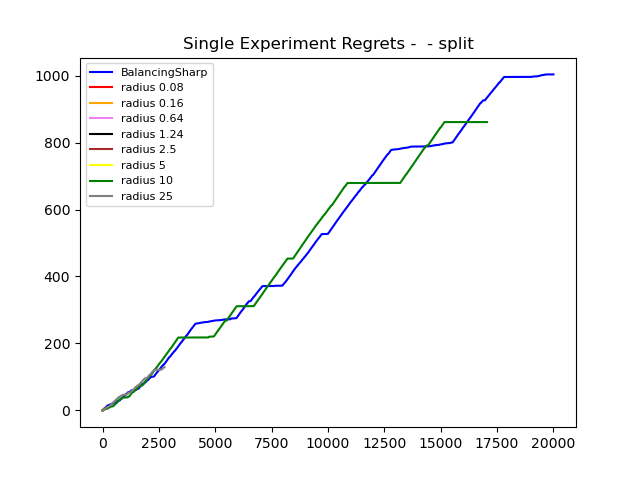 Single Experiment Regrets -  - split
BalancingSharp
radius 0.08
radius 0.16
radius 0.64
radius 1.24
radius 2.5
radius 5
radius 10
radius 25
1000
800
600
400
200
0
0 2500 5000 7500 10000 12500 15000 17500 20000